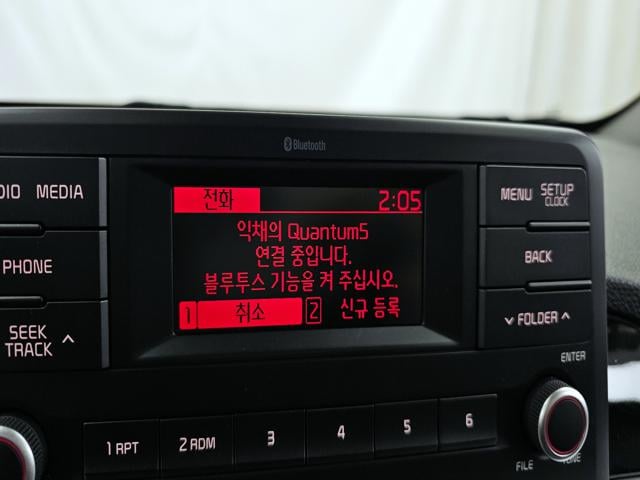 Bluetooth
MEDIA
PHONE
SEEK
TRACK
전화 2:05
익채의 Quantum5
연결 중입니다.
블루투스 기능을 켜 주십시오.
1 취소 2 신규 등록
MENU SETUP
CLOCK
BACK
FOLDER
ENTER
1 RPT 2 RDM 3 4 5 6
FILE TUNE